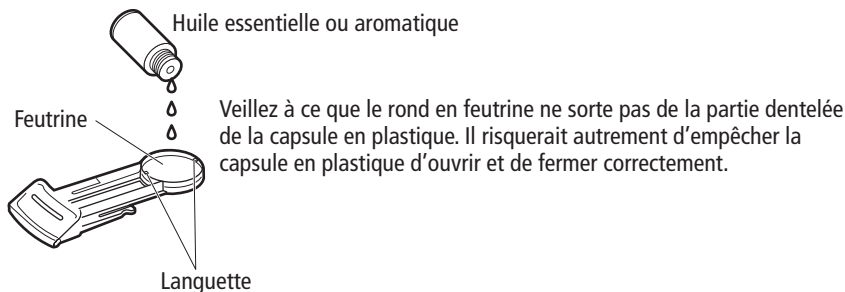 Huile essentielle ou aromatique
Feutrine
Veillez à ce que le rond en feutrine ne sorte pas de la partie dentelée
de la capsule en plastique. Il risquerait autrement d’empêcher la
capsule en plastique d’ouvrir et de fermer correctement.
Languette